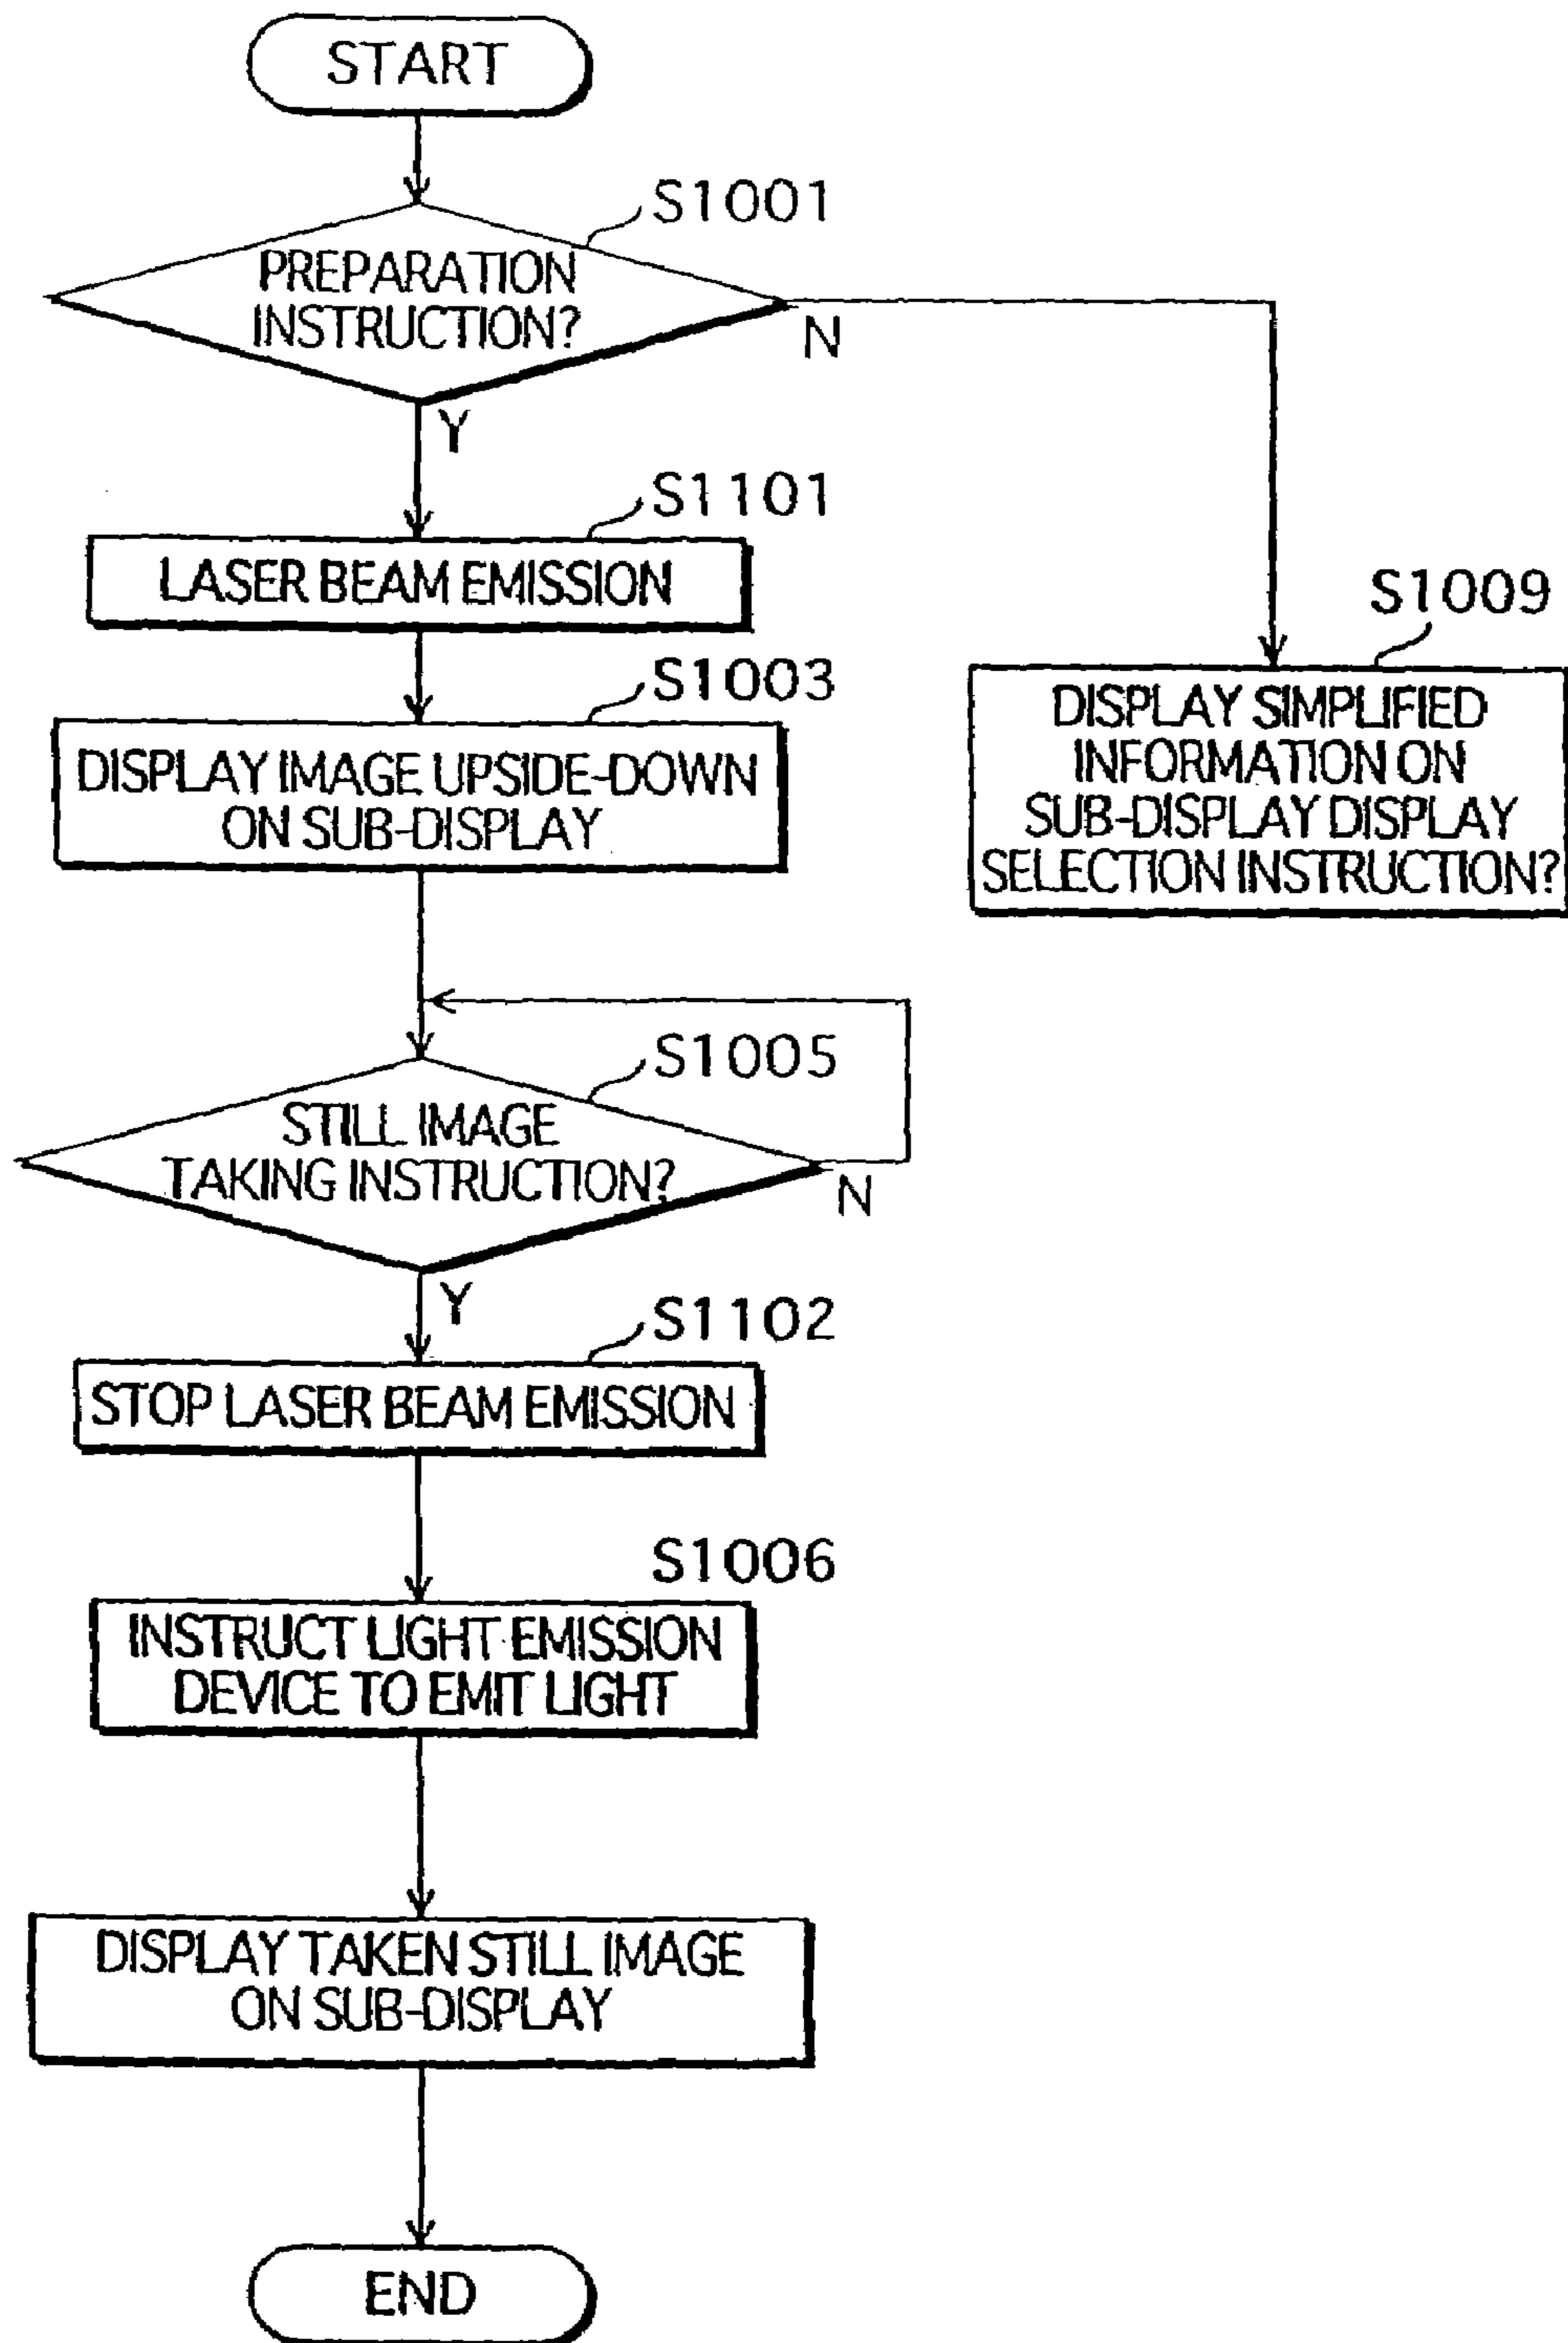 START
S1001
PREPARATION
INSTRUCTION?
N
Y
S1101
LASER BEAM EMISSION
S1003
DISPLAY IMAGE UPSIDE-DOWN
ON SUB-DISPLAY
S1009
DISPLAY SIMPLIFIED
INFORMATION ON
SUB-DISPLAY DISPLAY
SELECTION INSTRUCTION?
S1005
STILL IMAGE
TAKING INSTRUCTION?
N
Y
S1102
STOP LASER BEAM EMISSION
S1006
INSTRUCT LIGHT EMISSION
DEVICE TO EMIT LIGHT
DISPLAY TAKEN STILL IMAGE
ON SUB-DISPLAY
END